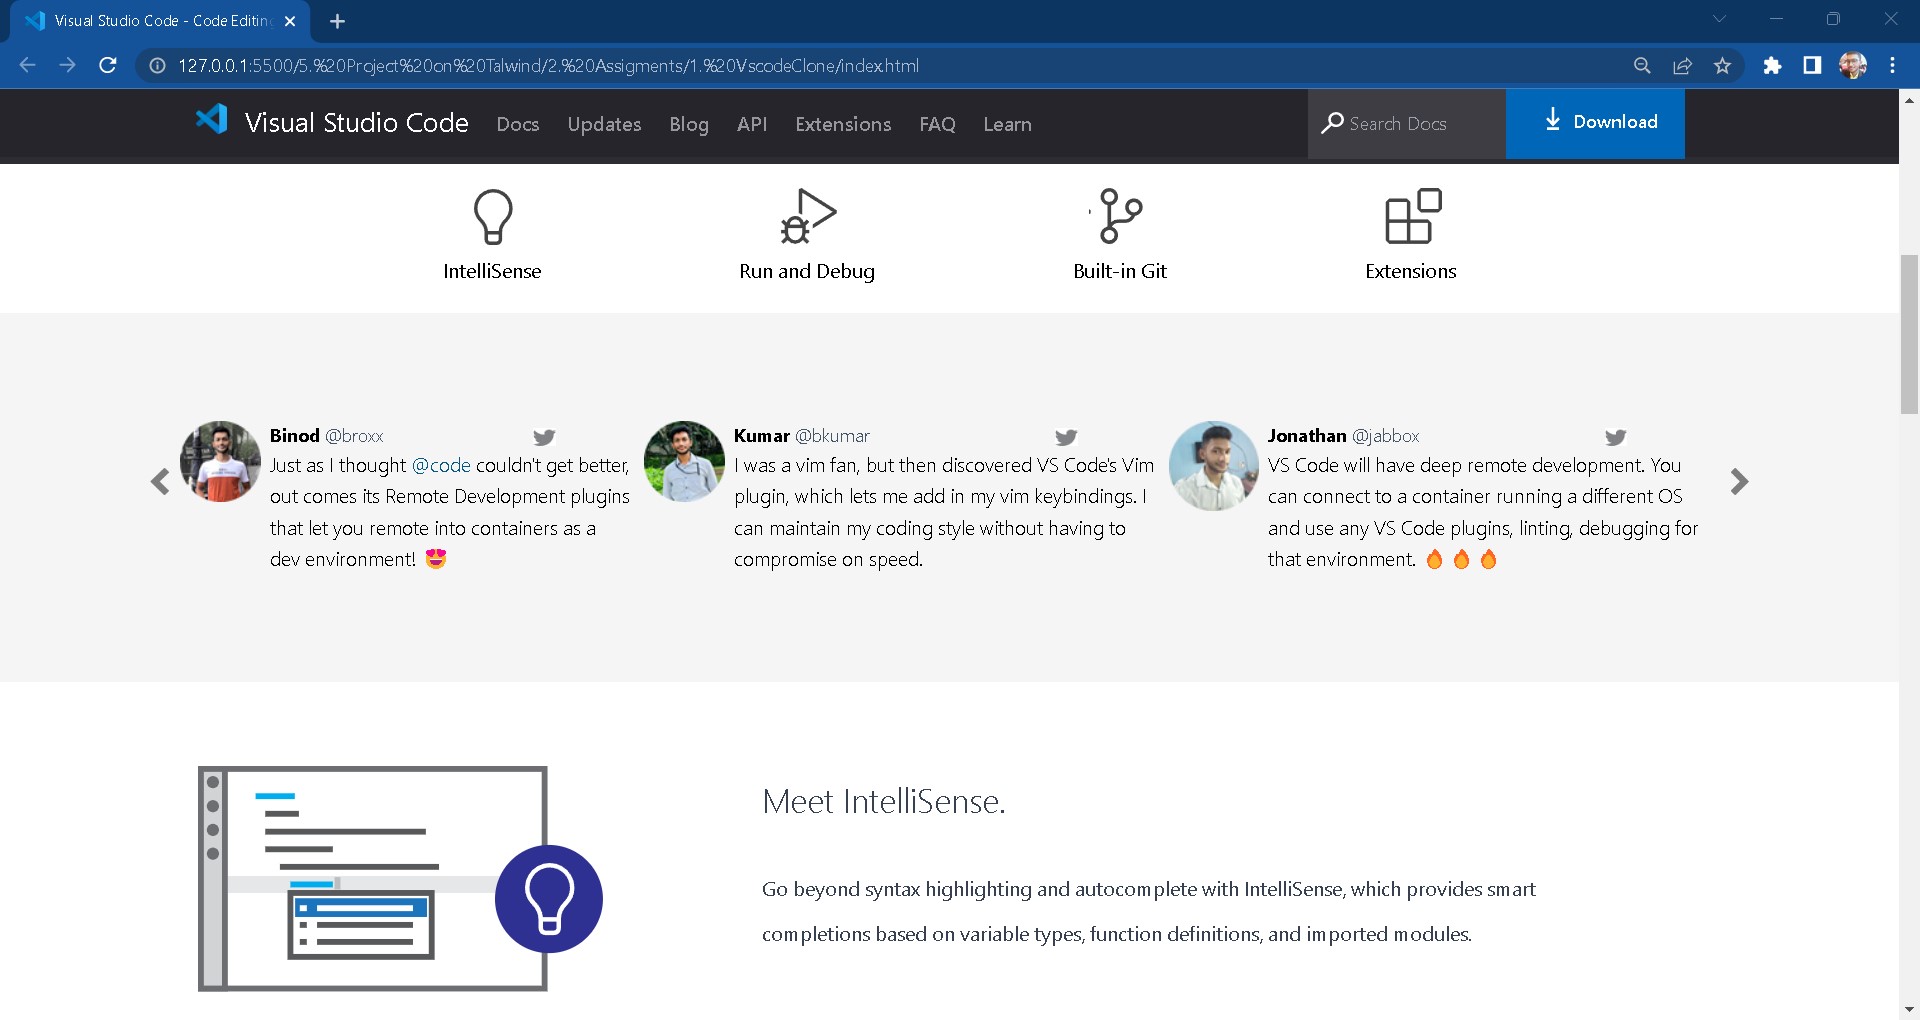 Visual Studio Code - Code Editing
127.0.0.1:5500/5.%20Project%20on%20Talwind/2.%20Assigments/1.%20VscodeClone/index.html
Visual Studio Code Docs Updates Blog API Extensions FAQ Learn Search Docs Download
IntelliSense Run and Debug Built-in Git Extensions
Binod @broxx
Just as I thought @code couldn't get better,
out comes its Remote Development plugins
that let you remote into containers as a
dev environment! 😍
Kumar @bkumar
I was a vim fan, but then discovered VS Code's Vim
plugin, which lets me add in my vim keybindings. I
can maintain my coding style without having to
compromise on speed.
Jonathan @jabbox
VS Code will have deep remote development. You
can connect to a container running a different OS
and use any VS Code plugins, linting, debugging for
that environment. 🔥 🔥 🔥
Meet IntelliSense.
Go beyond syntax highlighting and autocomplete with IntelliSense, which provides smart
completions based on variable types, function definitions, and imported modules.